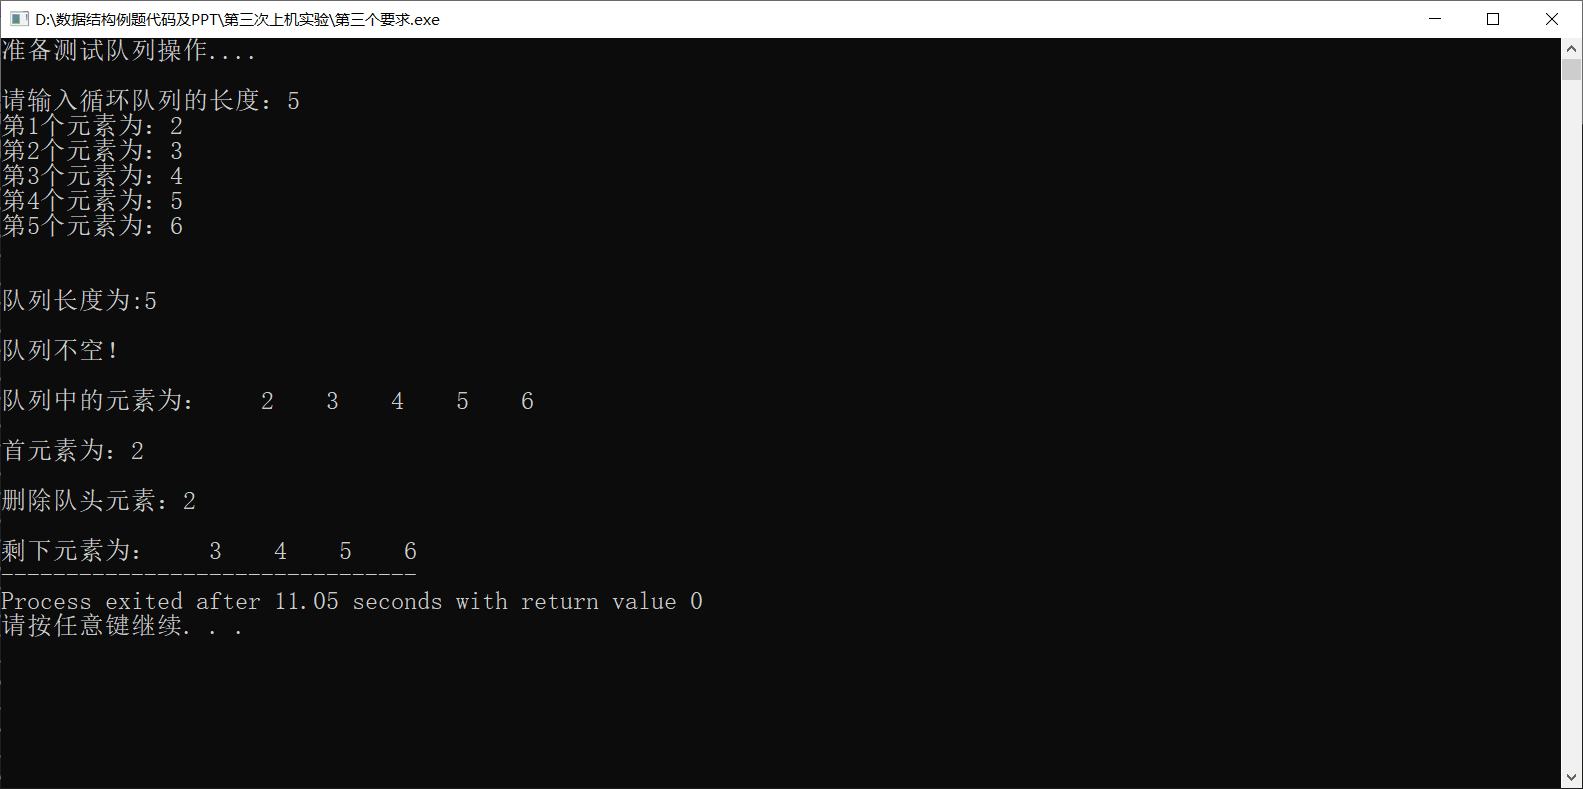 D:\数据结构例题代码及PPT\第三次上机实验\第三个要求.exe
准备测试队列操作....
请输入循环队列的长度：5
第1个元素为：2
第2个元素为：3
第3个元素为：4
第4个元素为：5
第5个元素为：6
队列长度为:5
队列不空！
队列中的元素为：    2    3    4    5    6
首元素为：2
删除队头元素：2
剩下元素为：    3    4    5    6
--------------------------------
Process exited after 11.05 seconds with return value 0
请按任意键继续. . .